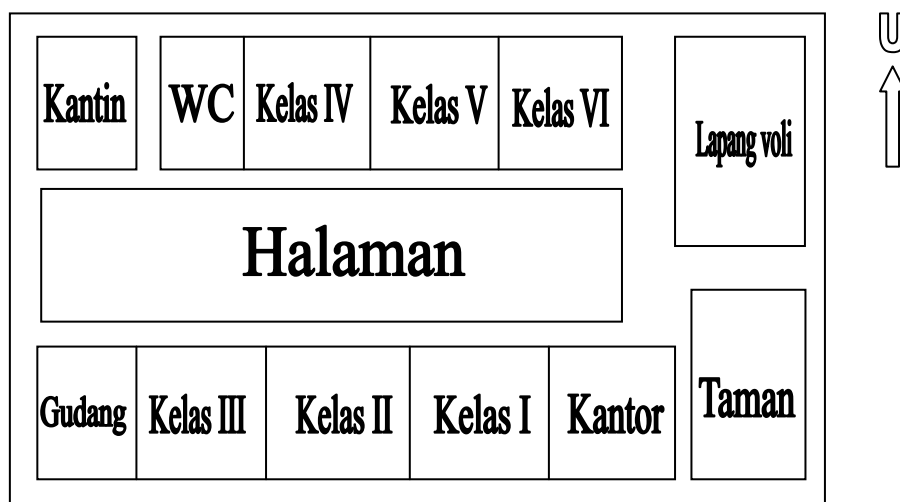 U
Kantin
WC
Kelas IV
Kelas V
Kelas VI
Lapang voli
Halaman
Gudang
Kelas III
Kelas II
Kelas I
Kantor
Taman